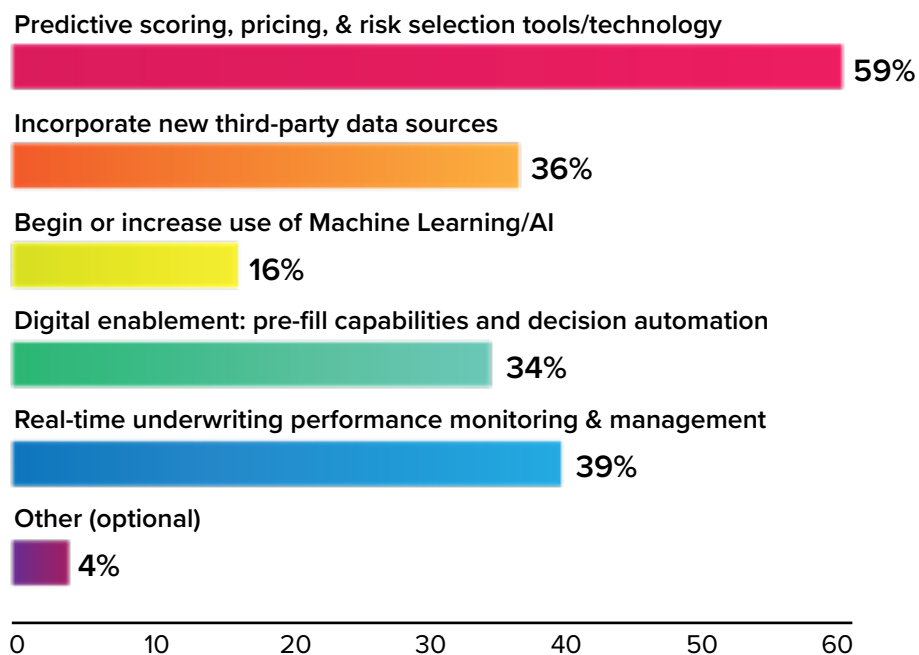 Predictive scoring, pricing, & risk selection tools/technology
59%
Incorporate new third-party data sources
36%
Begin or increase use of Machine Learning/AI
16%
Digital enablement: pre-fill capabilities and decision automation
34%
Real-time underwriting performance monitoring & management
39%
Other (optional)
4%
0 10 20 30 40 50 60